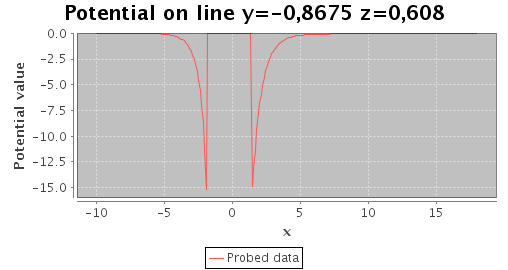 Potential on line y=-0,8675 z=0,608
Potential value
0.0
-2.5
-5.0
-7.5
-10.0
-12.5
-15.0
-10 -5 0 5 10 15
x
Probed data